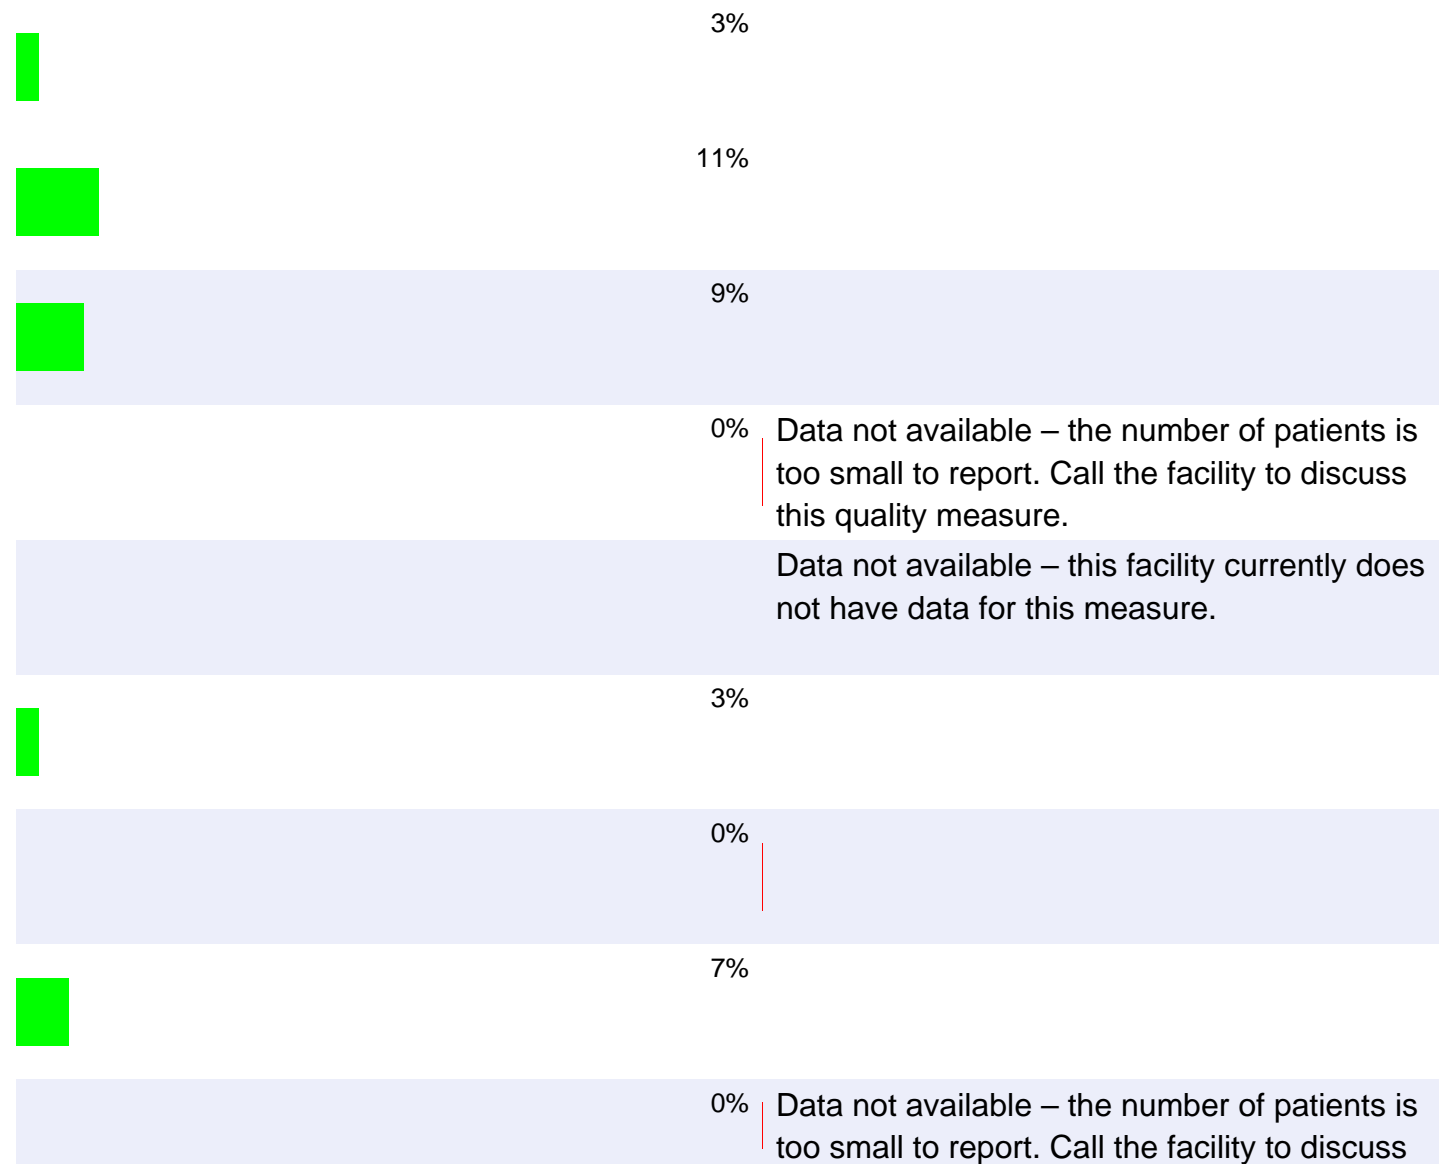 3%
11%
9%
0%
Data not available – the number of patients is
too small to report. Call the facility to discuss
this quality measure.
Data not available – this facility currently does
not have data for this measure.
3%
0%
7%
0%
Data not available – the number of patients is
too small to report. Call the facility to discuss